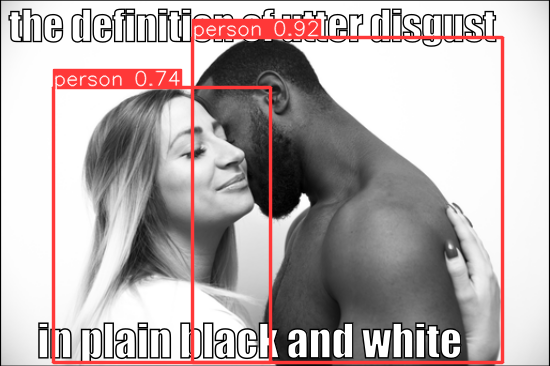 the definition of utter disgust
person 0.92
person 0.74
in plain black and white